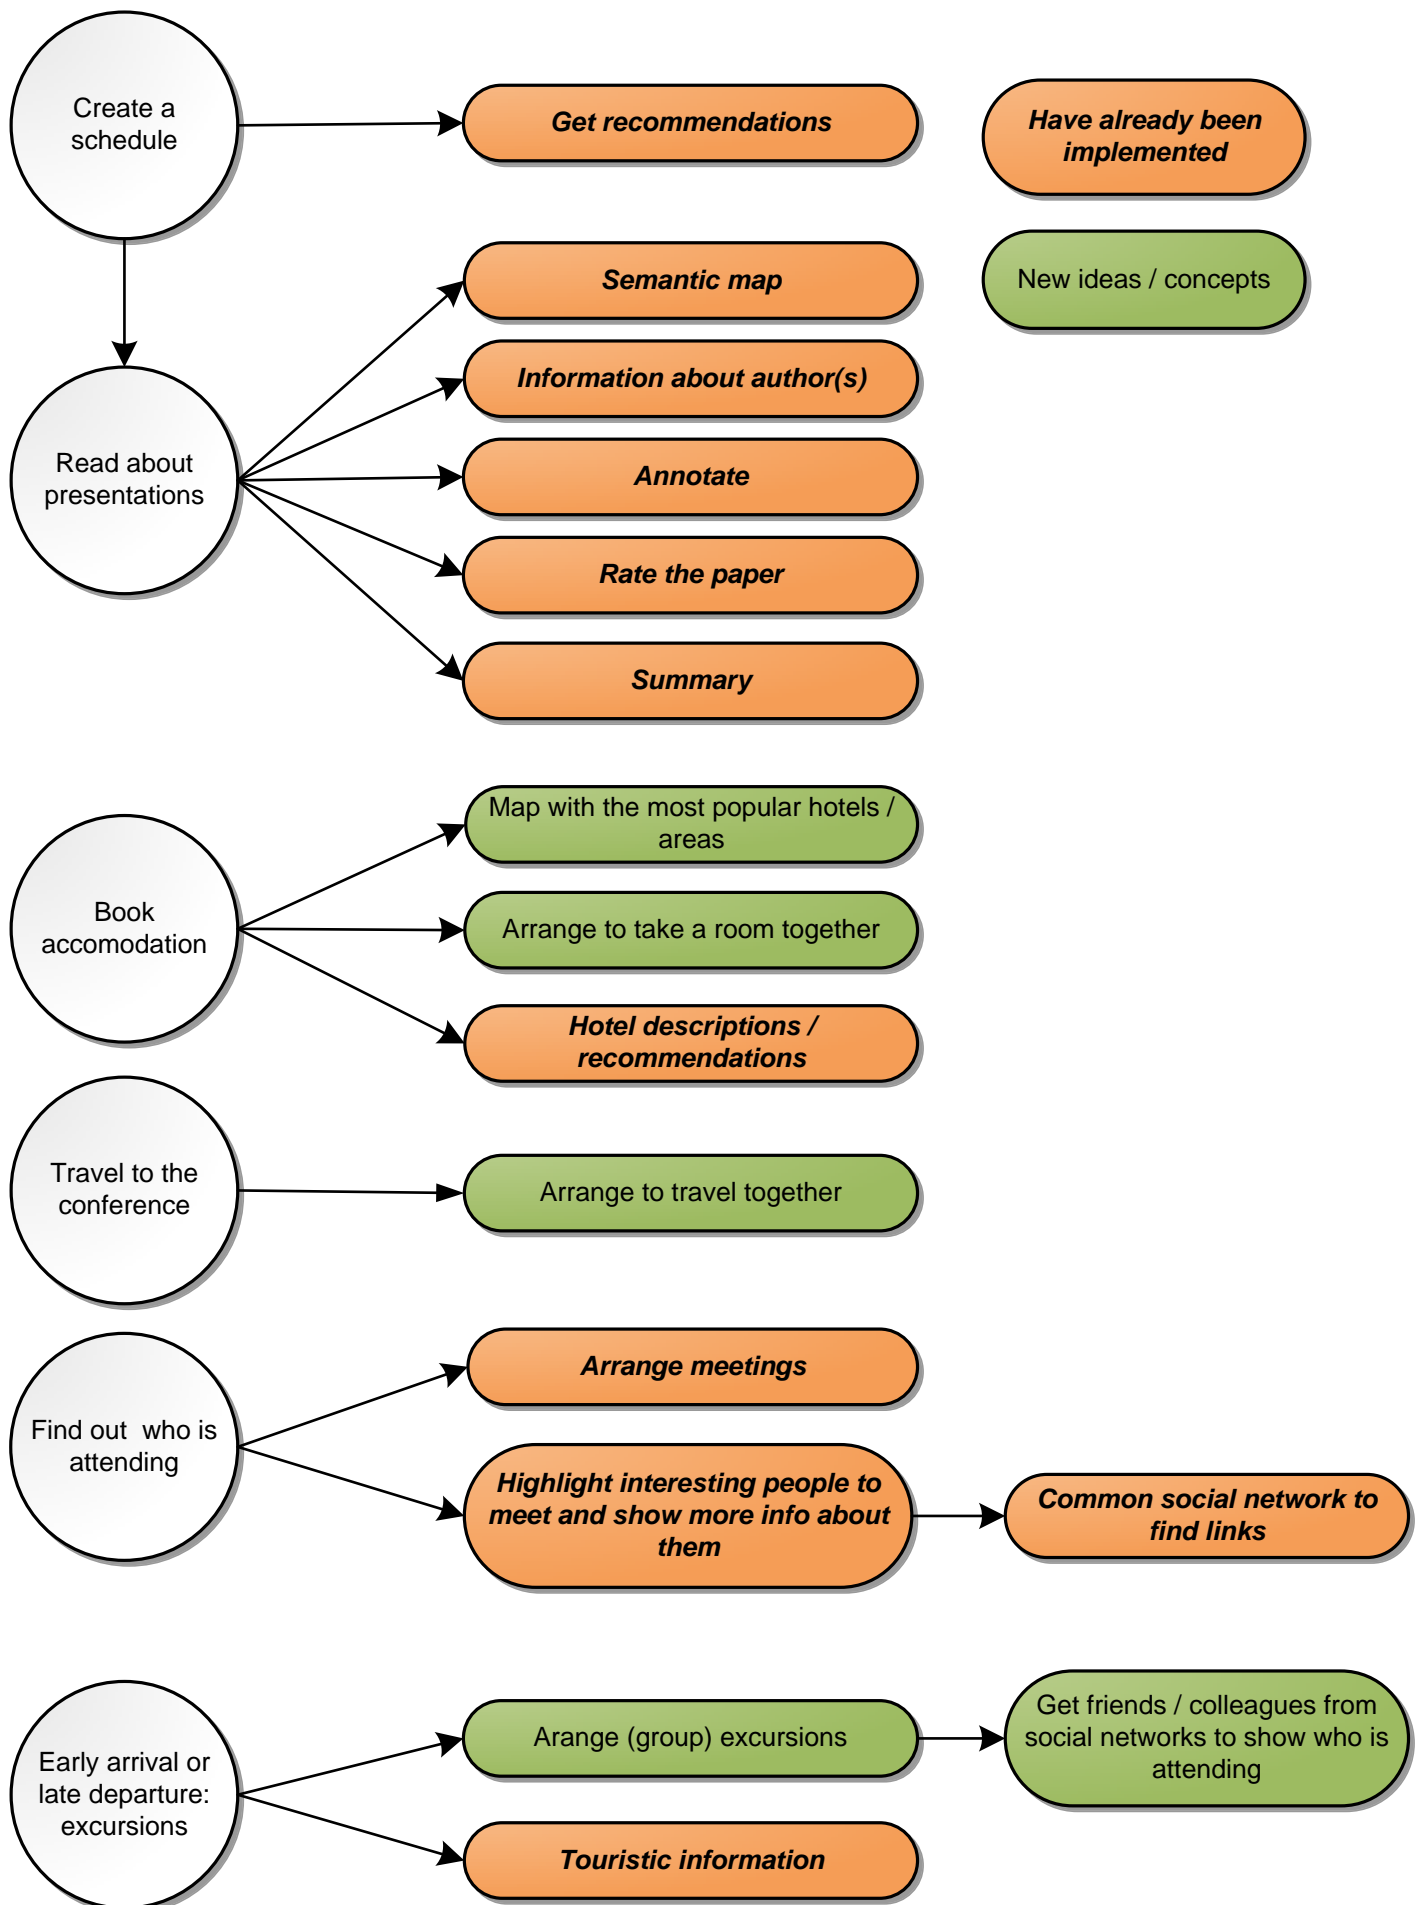 Create a
schedule
Get recommendations
Have already been
implemented
Semantic map
New ideas / concepts
Information about author(s)
Read about
presentations
Annotate
Rate the paper
Summary
Map with the most popular hotels /
areas
Book
accomodation
Arrange to take a room together
Hotel descriptions /
recommendations
Travel to the
conference
Arrange to travel together
Arrange meetings
Find out  who is
attending
Highlight interesting people to
meet and show more info about
them
Common social network to
find links
Early arrival or
late departure:
excursions
Arange (group) excursions
Get friends / colleagues from
social networks to show who is
attending
Touristic information